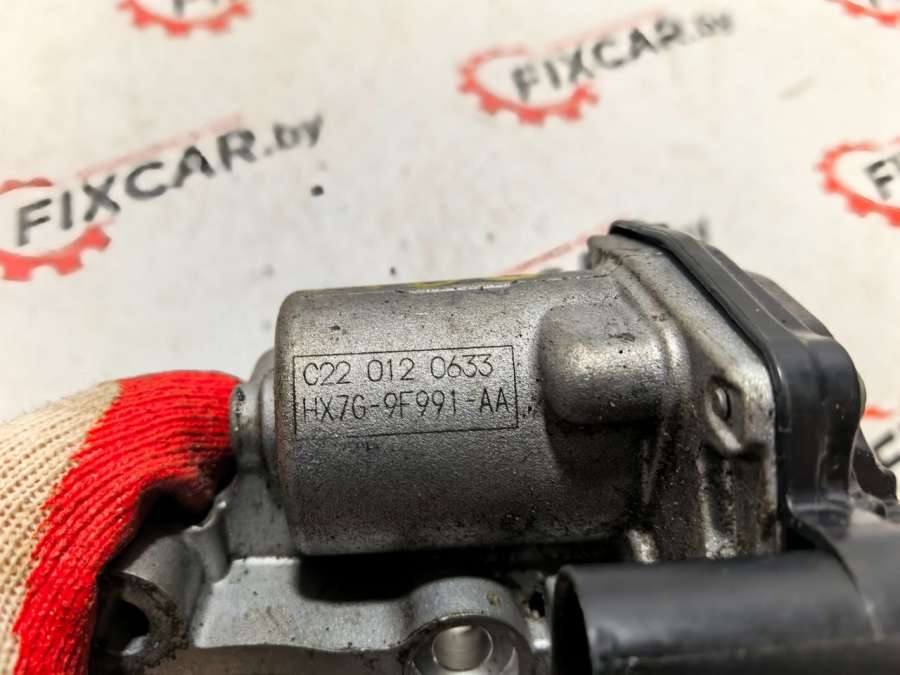 FIXCAR.by
FIXCAR.by
C22 012 0633
HX7G-9F991-AA